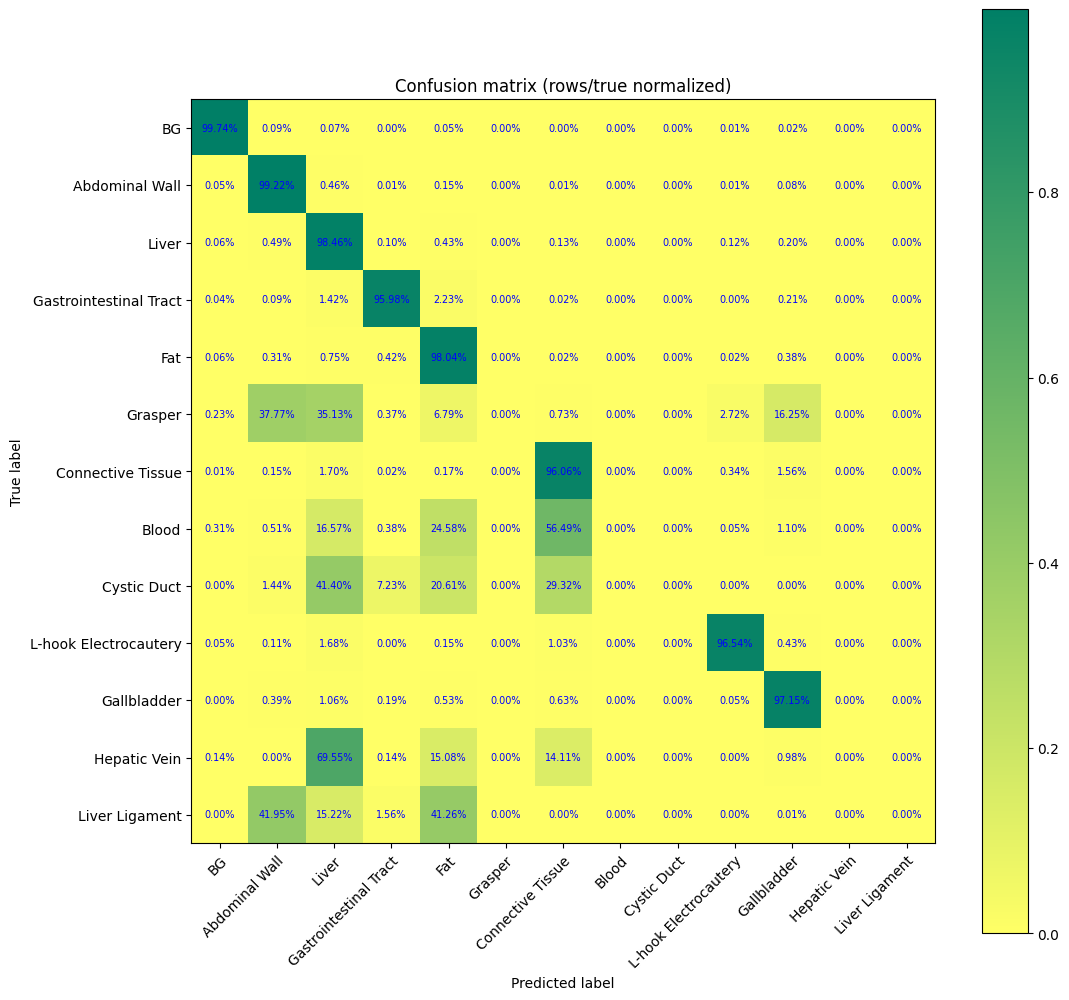 Confusion matrix (rows/true normalized)
BG 99.74% 0.09% 0.07% 0.00% 0.05% 0.00% 0.00% 0.00% 0.00% 0.01% 0.02% 0.00% 0.00%
Abdominal Wall 0.05% 99.22% 0.46% 0.01% 0.15% 0.00% 0.01% 0.00% 0.00% 0.01% 0.08% 0.00% 0.00%
0.8
Liver 0.06% 0.49% 98.46% 0.10% 0.43% 0.00% 0.13% 0.00% 0.00% 0.12% 0.20% 0.00% 0.00%
Gastrointestinal Tract 0.04% 0.09% 1.42% 95.98% 2.23% 0.00% 0.02% 0.00% 0.00% 0.00% 0.21% 0.00% 0.00%
Fat 0.06% 0.31% 0.75% 0.42% 98.04% 0.00% 0.02% 0.00% 0.00% 0.02% 0.38% 0.00% 0.00%
0.6
Grasper 0.23% 37.77% 35.13% 0.37% 6.79% 0.00% 0.73% 0.00% 0.00% 2.72% 16.25% 0.00% 0.00%
True label
Connective Tissue 0.01% 0.15% 1.70% 0.02% 0.17% 0.00% 96.06% 0.00% 0.00% 0.34% 1.56% 0.00% 0.00%
Blood 0.31% 0.51% 16.57% 0.38% 24.58% 0.00% 56.49% 0.00% 0.00% 0.05% 1.10% 0.00% 0.00%
0.4
Cystic Duct 0.00% 1.44% 41.40% 7.23% 20.61% 0.00% 29.32% 0.00% 0.00% 0.00% 0.00% 0.00% 0.00%
L-hook Electrocautery 0.05% 0.11% 1.68% 0.00% 0.15% 0.00% 1.03% 0.00% 0.00% 96.54% 0.43% 0.00% 0.00%
Gallbladder 0.00% 0.39% 1.06% 0.19% 0.53% 0.00% 0.63% 0.00% 0.00% 0.05% 97.15% 0.00% 0.00%
0.2
Hepatic Vein 0.14% 0.00% 69.55% 0.14% 15.08% 0.00% 14.11% 0.00% 0.00% 0.00% 0.98% 0.00% 0.00%
Liver Ligament 0.00% 41.95% 15.22% 1.56% 41.26% 0.00% 0.00% 0.00% 0.00% 0.00% 0.01% 0.00% 0.00%
0.0
BG
Abdominal Wall
Liver
Gastrointestinal Tract
Fat
Grasper
Connective Tissue
Blood
Cystic Duct
L-hook Electrocautery
Gallbladder
Hepatic Vein
Liver Ligament
Predicted label